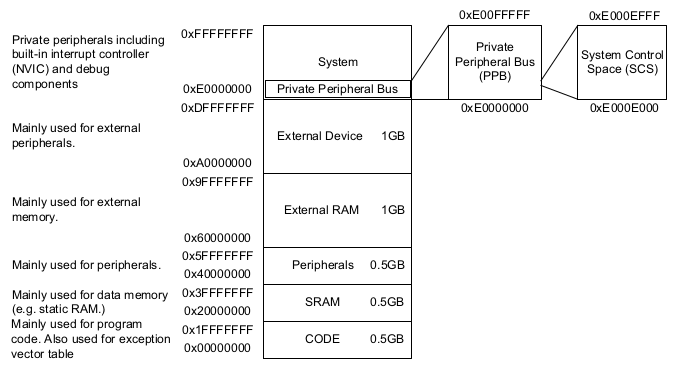 0xE00FFFFF
0xE000EFFF
Private peripherals including
built-in interrupt controller
(NVIC) and debug
components
0xFFFFFFFF
System
Private
Peripheral Bus
(PPB)
System Control
Space (SCS)
0xE0000000
Private Peripheral Bus
0xDFFFFFFF
0xE0000000
0xE000E000
Mainly used for external
peripherals.
External Device 1GB
0xA0000000
0x9FFFFFFF
Mainly used for external
memory.
External RAM 1GB
0x60000000
0x5FFFFFFF
Mainly used for peripherals.
Peripherals 0.5GB
0x40000000
0x3FFFFFFF
Mainly used for data memory
(e.g. static RAM.)
SRAM 0.5GB
0x20000000
Mainly used for program
code. Also used for exception
vector table
0x1FFFFFFF
CODE 0.5GB
0x00000000